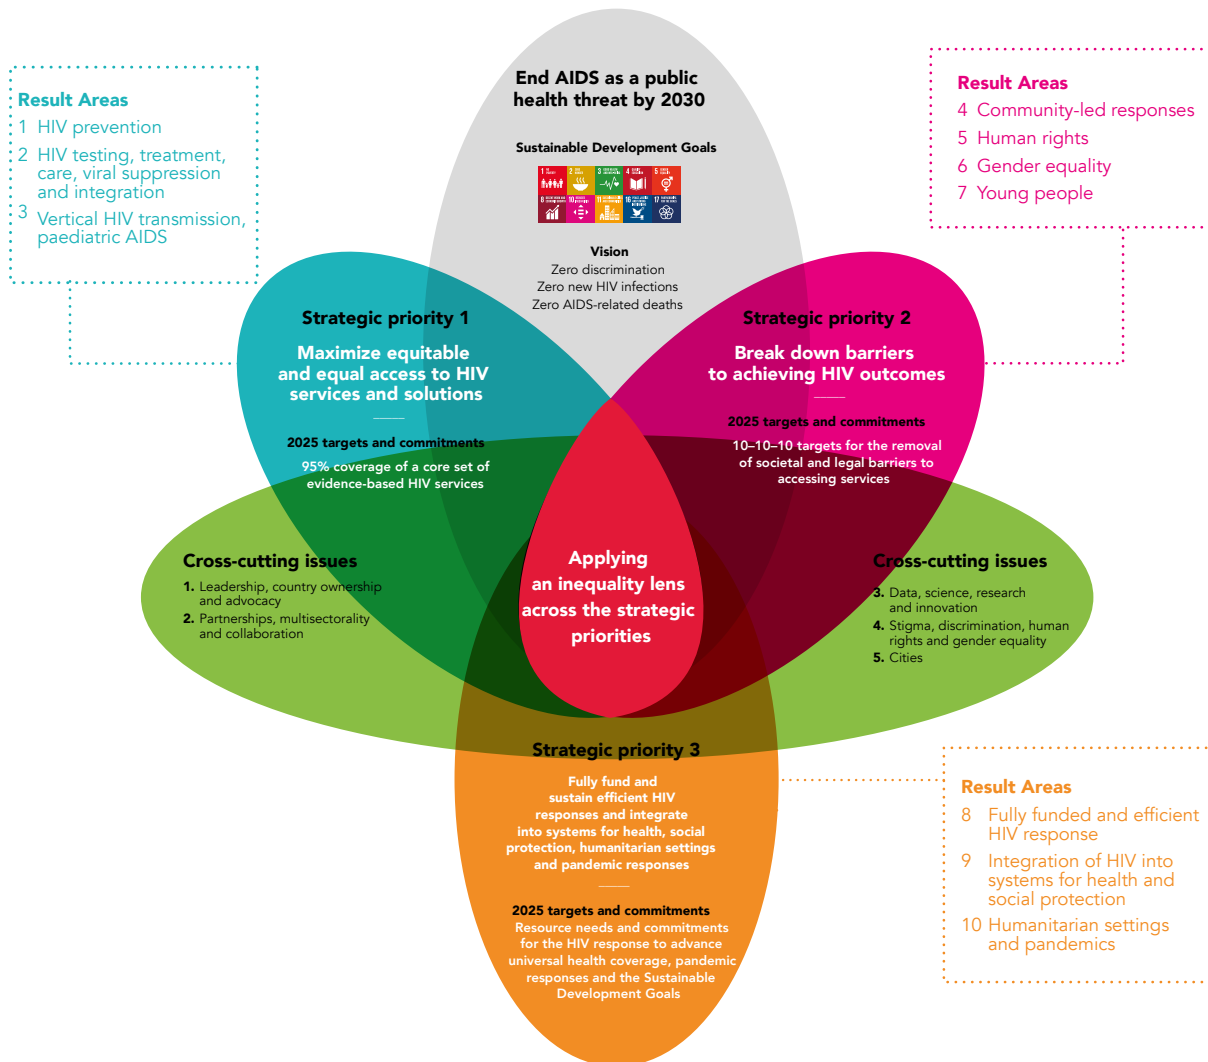 End AIDS as a public
health threat by 2030
Sustainable Development Goals
Vision
Zero discrimination
Zero new HIV infections
Zero AIDS-related deaths
Result Areas
1 HIV prevention
2 HIV testing, treatment,
care, viral suppression
and integration
3 Vertical HIV transmission,
paediatric AIDS
Result Areas
4 Community-led responses
5 Human rights
6 Gender equality
7 Young people
Strategic priority 1
Maximize equitable
and equal access to HIV
services and solutions
2025 targets and commitments
95% coverage of a core set of
evidence-based HIV services
Strategic priority 2
Break down barriers
to achieving HIV outcomes
2025 targets and commitments
10–10–10 targets for the removal
of societal and legal barriers to
accessing services
Cross-cutting issues
1. Leadership, country ownership
and advocacy
2. Partnerships, multisectorality
and collaboration
Applying
an inequality lens
across the strategic
priorities
Cross-cutting issues
3. Data, science, research
and innovation
4. Stigma, discrimination, human
rights and gender equality
5. Cities
Strategic priority 3
Fully fund and
sustain efficient HIV
responses and integrate
into systems for health, social
protection, humanitarian settings
and pandemic responses
2025 targets and commitments
Resource needs and commitments
for the HIV response to advance
universal health coverage, pandemic
responses and the Sustainable
Development Goals
Result Areas
8 Fully funded and efficient
HIV response
9 Integration of HIV into
systems for health and
social protection
10 Humanitarian settings
and pandemics